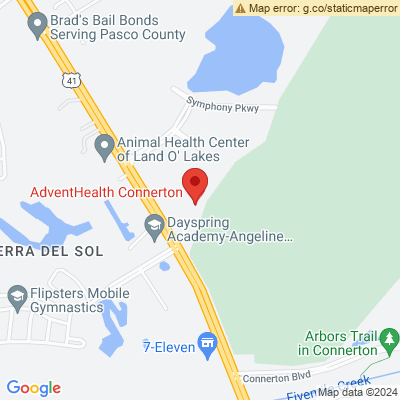 Map error: g.co/staticmaperror
Brad's Bail Bonds
Serving Pasco County
41
Symphony Pkwy
Animal Health Center
of Land O' Lakes
AdventHealth Connerton
Dayspring
Academy-Angeline...
ERRA DEL SOL
Flipsters Mobile
Gymnastics
7-Eleven
Arbors Trail
in Connerton
Connerton Blvd
Creek
Google
Map data ©2024